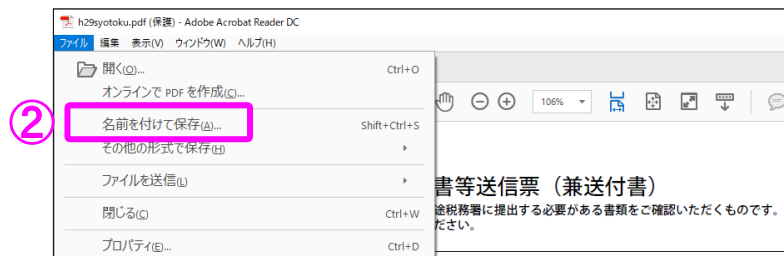 h29syotoku.pdf (保護) - Adobe Acrobat Reader DC
ファイル 編集 表示(V) ウィンドウ(W) ヘルプ(H)
開く(O)... Ctrl+O
オンラインで PDF を作成(C)...
106%
② 名前を付けて保存(A)... Shift+Ctrl+S
その他の形式で保存(H)
ファイルを送信(L)
書等送信票（兼送付書）
途税務署に提出する必要がある書類をご確認いただくものです。
ださい。
閉じる(C) Ctrl+W
プロパティ(E)... Ctrl+D